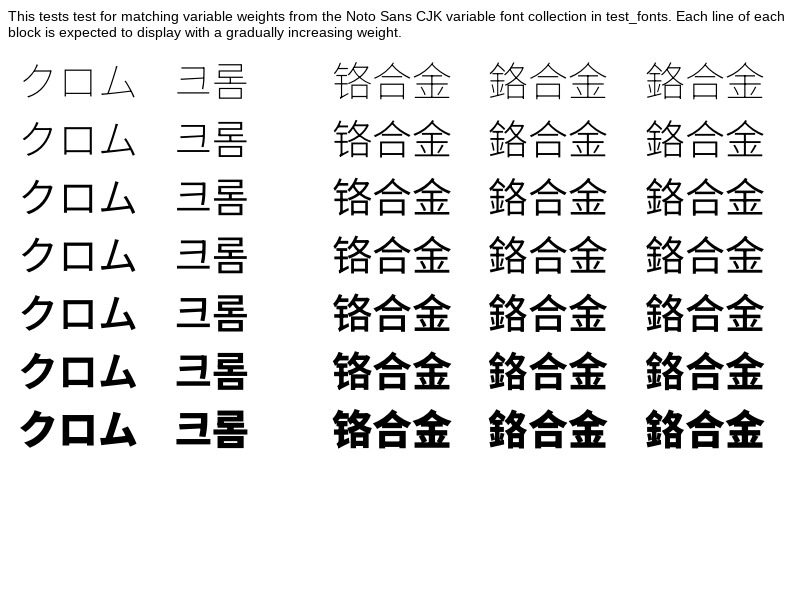 This tests test for matching variable weights from the Noto Sans CJK variable font collection in test_fonts. Each line of each
block is expected to display with a gradually increasing weight.
クロム 크롬 铬合金 鉻合金 鉻合金
クロム 크롬 铬合金 鉻合金 鉻合金
クロム 크롬 铬合金 鉻合金 鉻合金
クロム 크롬 铬合金 鉻合金 鉻合金
クロム 크롬 铬合金 鉻合金 鉻合金
クロム 크롬 铬合金 鉻合金 鉻合金
クロム 크롬 铬合金 鉻合金 鉻合金